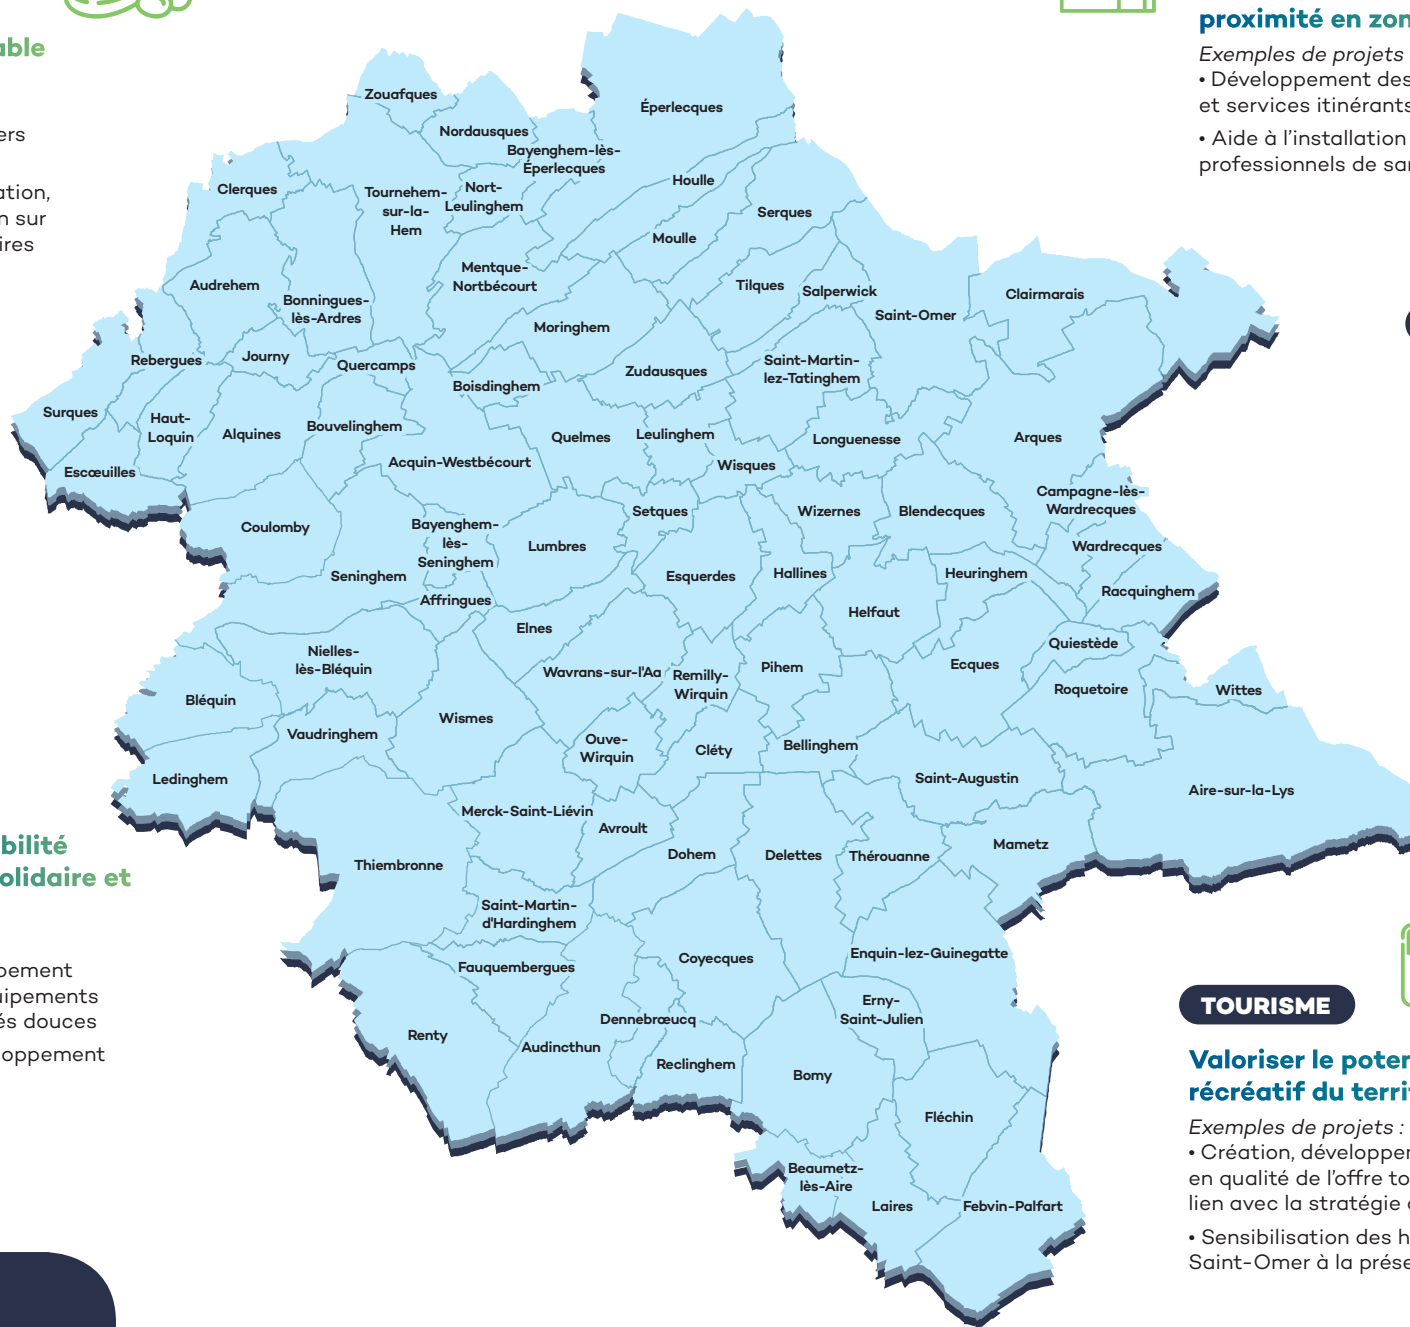 proximité en zon
Exemples de projets
• Développement des
et services itinérants
• Aide à l'installation
professionnels de san
able
ers
ation,
n sur
ires
Zouafques
Éperlecques
Nordausques
Bayenghem-lès-
Éperlecques
Houlle
Clerques
Tournehem-
sur-la-
Hem
Nort-
Leulinghem
Serques
Moulle
Mentque-
Nortbécourt
Audrehem
Bonningues-
lès-Ardres
Tilques
Salperwick
Clairmarais
Saint-Omer
Moringhem
Rebergues
Journy
Quercamps
Boisdinghem
Zudausques
Saint-Martin-
lez-Tatinghem
Surques
Haut-
Loquin
Alquines
Bouvelinghem
Quelmes
Leulinghem
Longuenesse
Arques
Escœuilles
Acquin-Westbécourt
Wisques
Campagne-lès-
Wardrecques
Coulomby
Bayenghem-
lès-
Seninghem
Setques
Wizernes
Blendecques
Lumbres
Wardrecques
Seninghem
Esquerdes
Hallines
Heuringhem
Racquinghem
Affringues
Helfaut
Elnes
Quiestède
Nielles-
lès-Bléquin
Wavrans-sur-l'Aa
Remilly-
Wirquin
Pihem
Ecques
Roquetoire
Wittes
Bléquin
Wismes
Vaudringhem
Ouve-
Wirquin
Cléty
Bellinghem
Ledinghem
Saint-Augustin
Aire-sur-la-Lys
Merck-Saint-Liévin
Avroult
Thiembronne
Dohem
Delettes
Thérouanne
Mametz
Saint-Martin-
d'Hardinghem
Fauquembergues
Coyecques
Enquin-lez-Guinegatte
Erny-
Saint-Julien
Dennebrœucq
Renty
Audincthun
Reclinghem
Bomy
Fléchin
Beaumetz-
lès-Aire
Laires
Febvin-Palfart
bilité
olidaire et
pement
uipements
és douces
oppement
TOURISME
Valoriser le poten
récréatif du terri
Exemples de projets :
• Création, développem
en qualité de l'offre to
lien avec la stratégie
• Sensibilisation des h
Saint-Omer à la prése